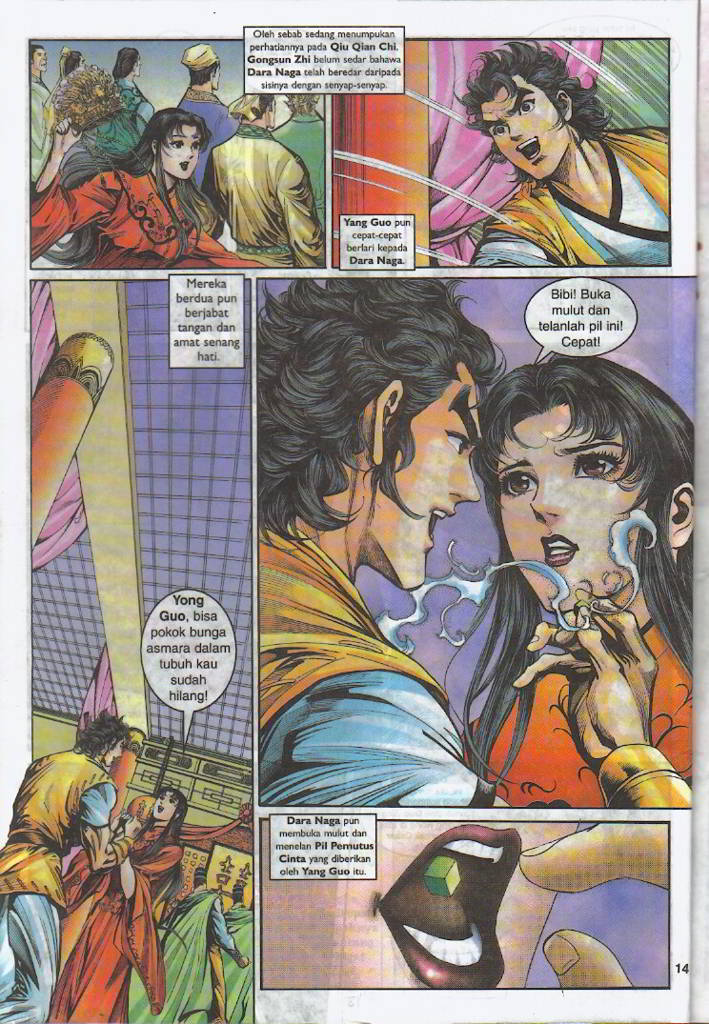 Oleh sebab sedang menumpukan
perhatiannya pada Qiu Qian Chi,
Gongsun Zhi belum sedar bahawa
Dara Naga telah beredar daripada
sisinya dengan senyap-senyap.
Yang Guo pun
cepat-cepat
berlari kepada
Dara Naga.
Mereka
berdua pun
berjabat
tangan dan
amat senang
hati.
Bibi! Buka
mulut dan
telanlah pil ini!
Cepat!
Yong
Guo, bisa
pokok bunga
asmara dalam
tubuh kau
sudah
hilang!
Dara Naga pun
membuka mulut dan
menelan Pil Pemutus
Cinta yang diberikan
oleh Yang Guo itu.
14